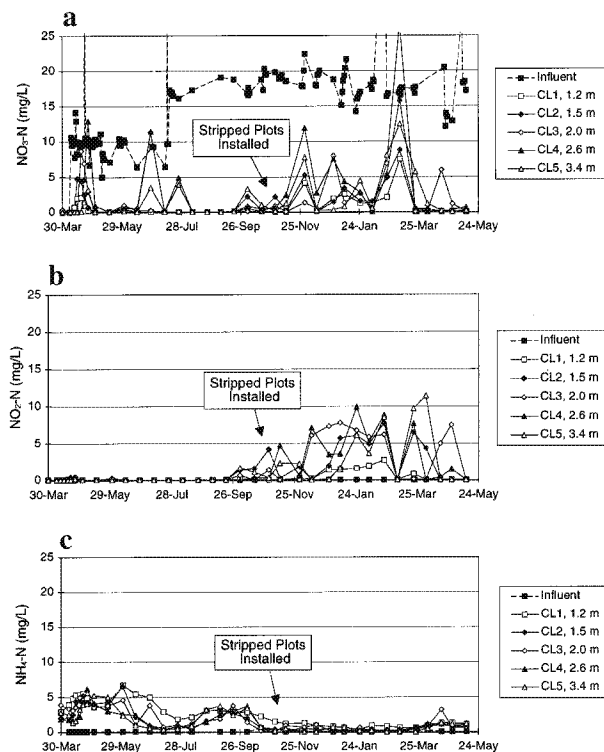 a
NO₃-N (mg/L)
25
20
15
10
5
0
Stripped Plots
Installed
30-Mar 29-May 28-Jul 26-Sep 25-Nov 24-Jan 25-Mar 24-May
Influent
CL1, 1.2 m
CL2, 1.5 m
CL3, 2.0 m
CL4, 2.6 m
CL5, 3.4 m
b
NO₂-N (mg/L)
25
20
15
10
5
0
Stripped Plots
Installed
30-Mar 29-May 28-Jul 26-Sep 25-Nov 24-Jan 25-Mar 24-May
Influent
CL1, 1.2 m
CL2, 1.5 m
CL3, 2.0 m
CL4, 2.6 m
CL5, 3.4 m
c
NH₄-N (mg/L)
25
20
15
10
5
0
Stripped Plots
Installed
30-Mar 29-May 28-Jul 26-Sep 25-Nov 24-Jan 25-Mar 24-May
Influent
CL1, 1.2 m
CL2, 1.5 m
CL3, 2.0 m
CL4, 2.6 m
CL5, 3.4 m